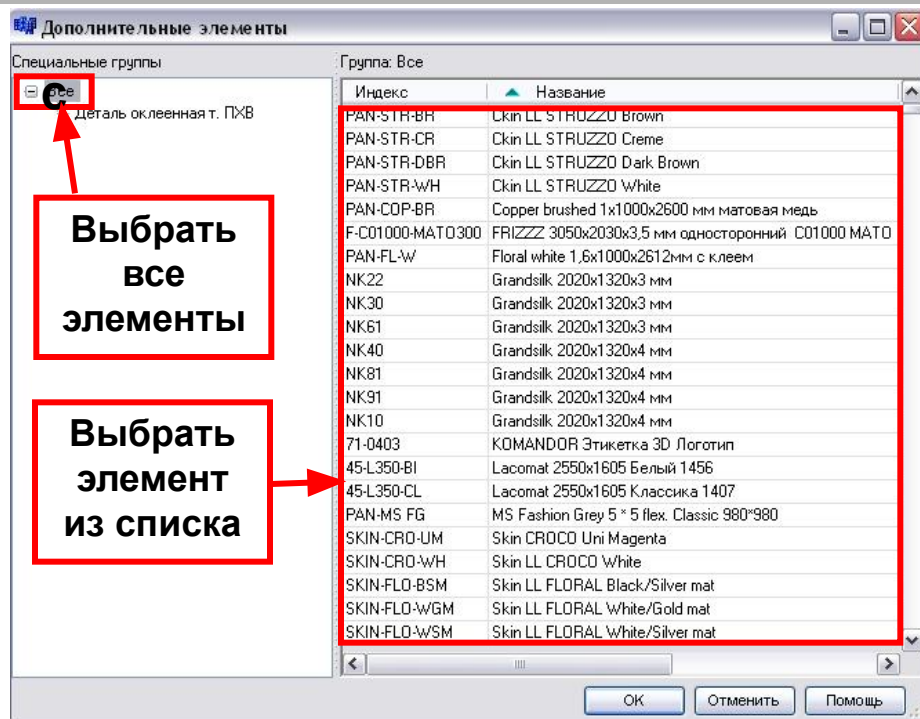 Дополнительные элементы
Специальные группы
Группа: Все
Все
с
Деталь оклеенная т. ПХВ
Индекс Название
PAN-STR-BR Ckin LL STRUZZO Brown
PAN-STR-CR Ckin LL STRUZZO Creme
PAN-STR-DBR Ckin LL STRUZZO Dark Brown
PAN-STR-WH Ckin LL STRUZZO White
PAN-COP-BR Copper brushed 1x1000x2600 мм матовая медь
F-C01000-MATO300 FRIZZZ 3050x2030x3,5 мм односторонний C01000 MATO
PAN-FL-W Floral white 1,6x1000x2612мм с клеем
NK22 Grandsilk 2020x1320x3 мм
NK30 Grandsilk 2020x1320x3 мм
NK61 Grandsilk 2020x1320x3 мм
NK40 Grandsilk 2020x1320x4 мм
NK81 Grandsilk 2020x1320x4 мм
NK91 Grandsilk 2020x1320x4 мм
NK10 Grandsilk 2020x1320x4 мм
71-0403 KOMANDOR Этикетка 3D Логотип
45-L350-BI Lacomat 2550x1605 Белый 1456
45-L350-CL Lacomat 2550x1605 Классика 1407
PAN-MS FG MS Fashion Grey 5 * 5 flex. Classic 980*980
SKIN-CRO-UM Skin CROCO Uni Magenta
SKIN-CRO-WH Skin LL CROCO White
SKIN-FLO-BSM Skin LL FLORAL Black/Silver mat
SKIN-FLO-WGM Skin LL FLORAL White/Gold mat
SKIN-FLO-WSM Skin LL FLORAL White/Silver mat
Выбрать
все
элементы
Выбрать
элемент
из списка
OK Отменить Помощь